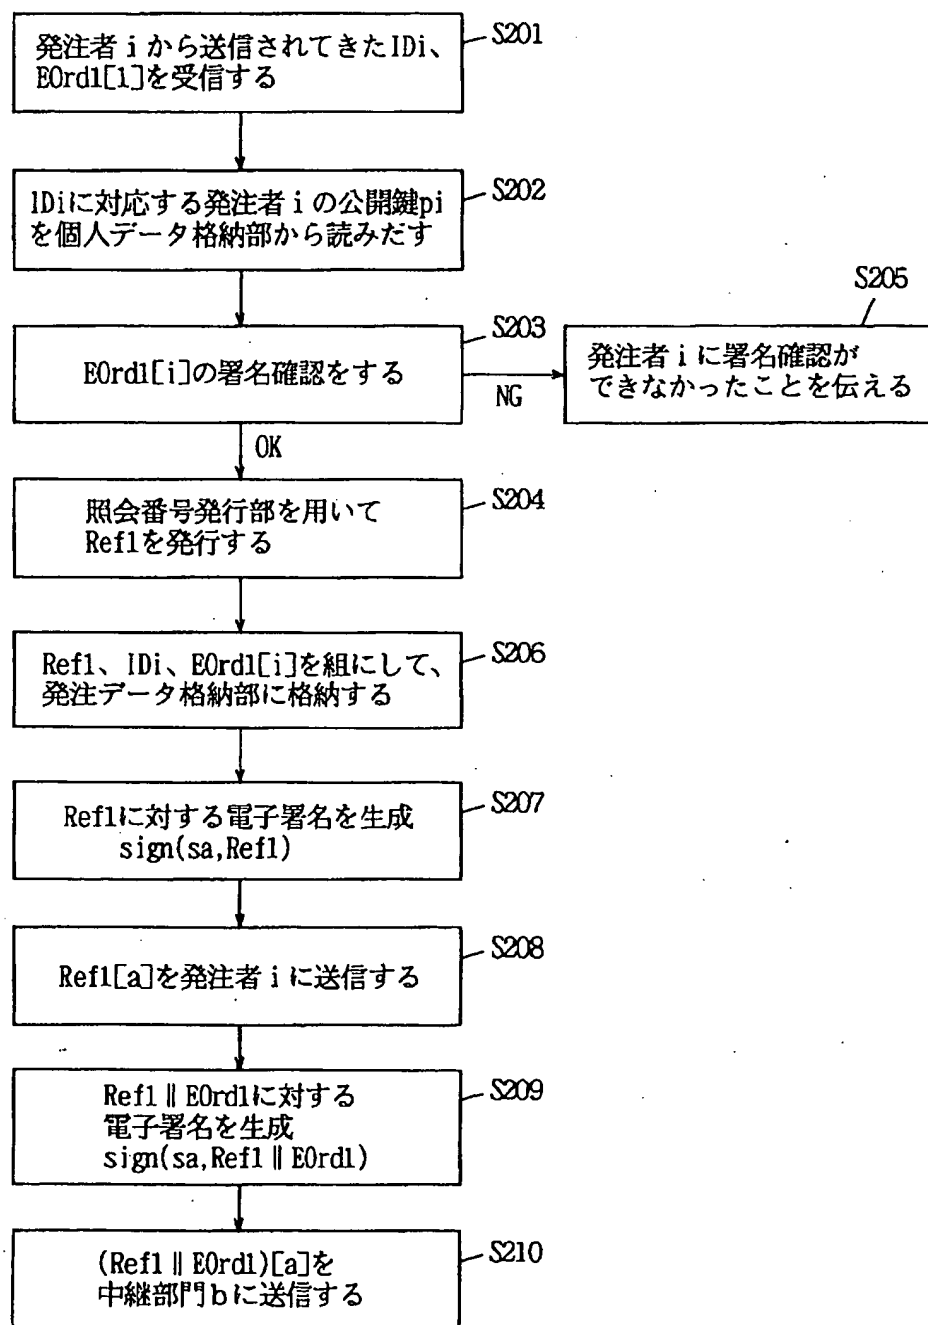 発注者iから送信されてきたIDi、
EOrd1[1]を受信する
S201
IDiに対応する発注者iの公開鍵pi
を個人データ格納部から読みだす
S202
EOrd1[i]の署名確認をする
S203
NG
発注者iに署名確認が
できなかったことを伝える
S205
OK
照会番号発行部を用いて
Ref1を発行する
S204
Ref1、IDi、EOrd1[i]を組にして、
発注データ格納部に格納する
S206
Ref1に対する電子署名を生成
sign(sa,Ref1)
S207
Ref1[a]を発注者iに送信する
S208
Ref1∥EOrd1に対する
電子署名を生成
sign(sa,Ref1∥EOrd1)
S209
(Ref1∥EOrd1)[a]を
中継部門bに送信する
S210